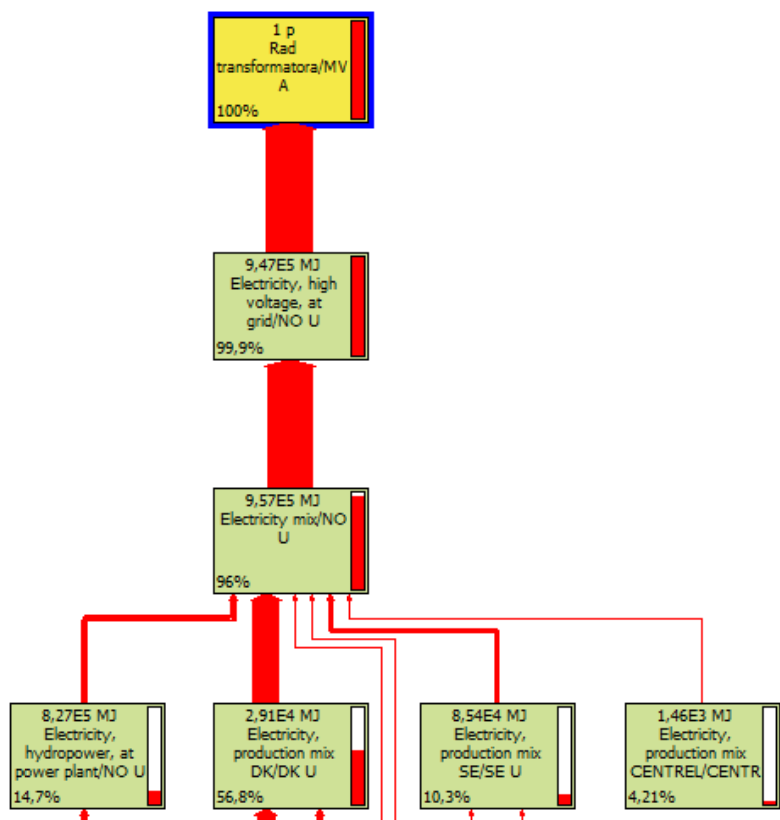 1 p
Rad
transformatora/MV
A
100%
9,47E5 MJ
Electricity, high
voltage, at
grid/NO U
99,9%
9,57E5 MJ
Electricity mix/NO
U
96%
8,27E5 MJ
Electricity,
hydropower, at
power plant/NO U
14,7%
2,91E4 MJ
Electricity,
production mix
DK/DK U
56,8%
8,54E4 MJ
Electricity,
production mix
SE/SE U
10,3%
1,46E3 MJ
Electricity,
production mix
CENTREL/CENTR
4,21%